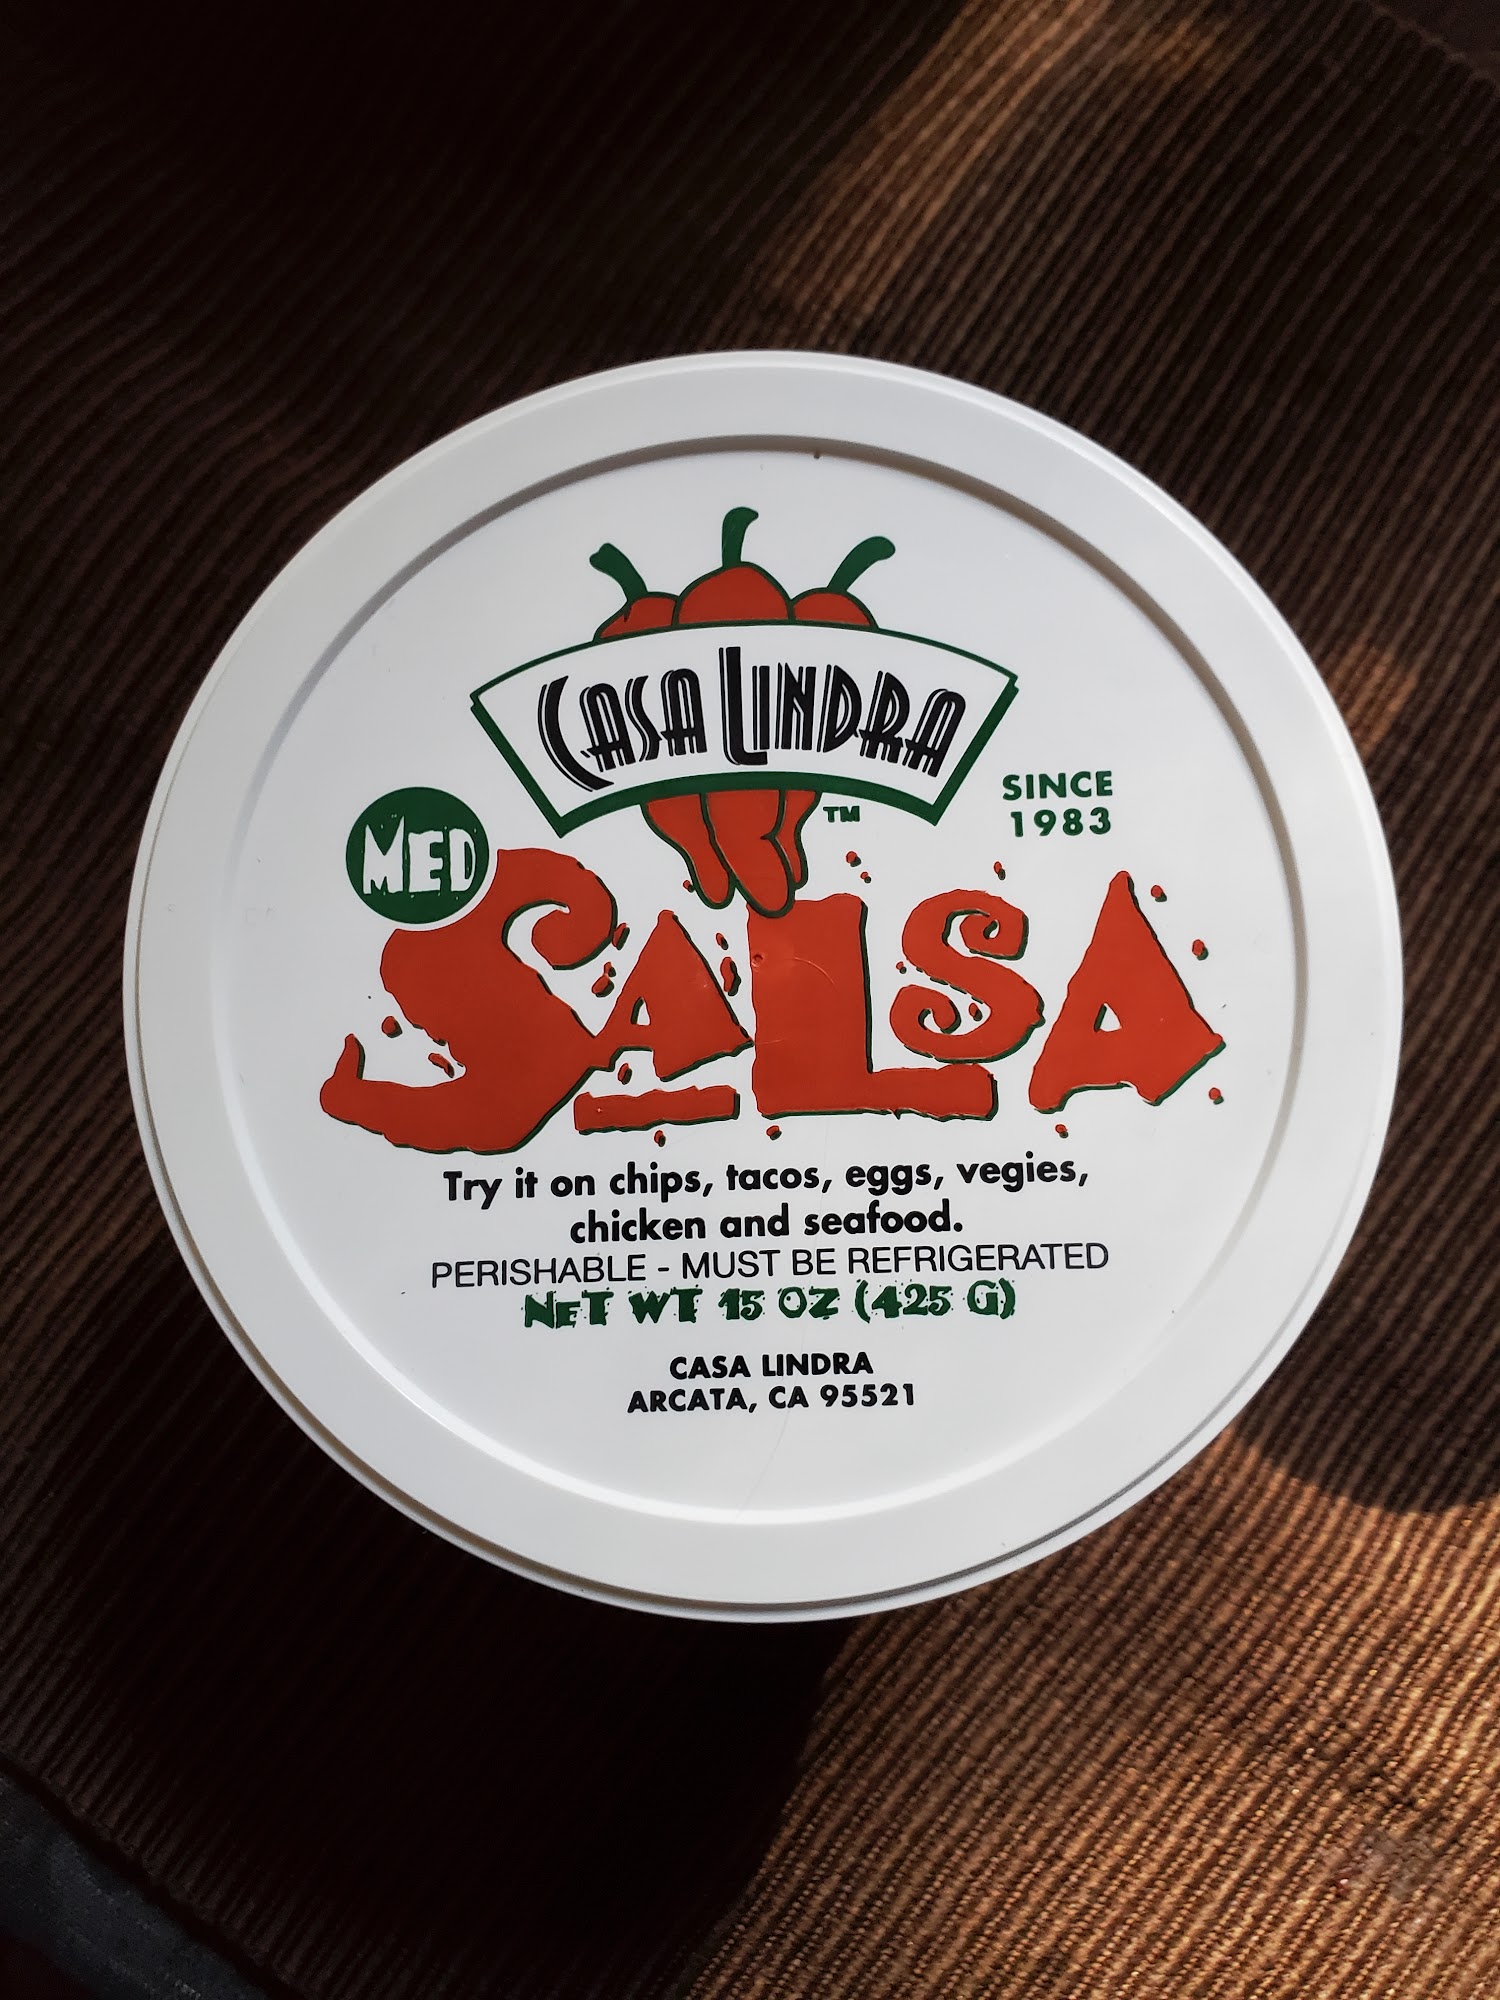 CASA LINDRA
™
SINCE
1983
MED
SALSA
Try it on chips, tacos, eggs, vegies,
chicken and seafood.
PERISHABLE - MUST BE REFRIGERATED
NET WT 15 OZ (425 G)
CASA LINDRA
ARCATA, CA 95521